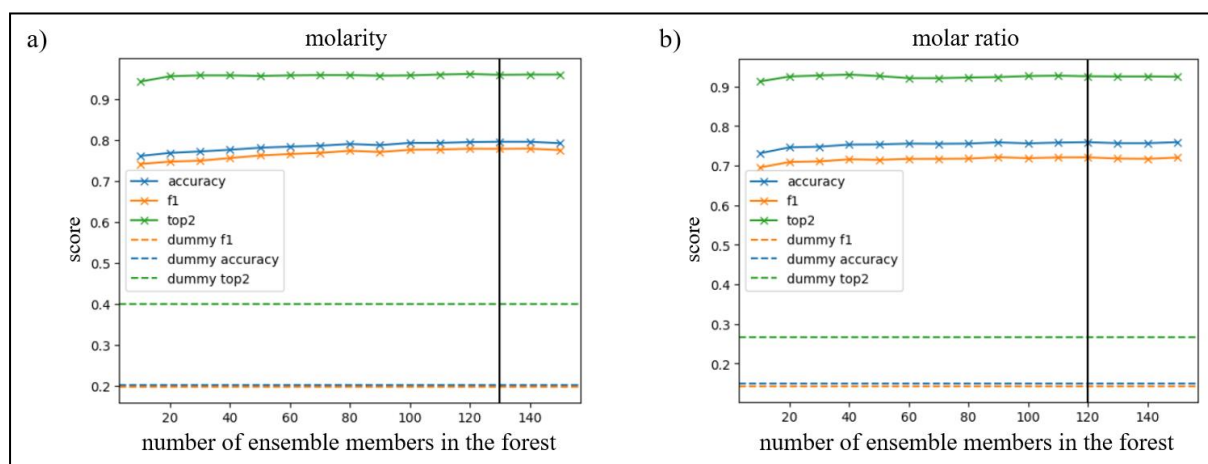 a)
molarity
score
0.9
0.8
0.7
0.6
0.5
0.4
0.3
0.2
accuracy
f1
top2
dummy f1
dummy accuracy
dummy top2
20 40 60 80 100 120 140
number of ensemble members in the forest
b)
molar ratio
score
0.9
0.8
0.7
0.6
0.5
0.4
0.3
0.2
accuracy
f1
top2
dummy f1
dummy accuracy
dummy top2
20 40 60 80 100 120 140
number of ensemble members in the forest